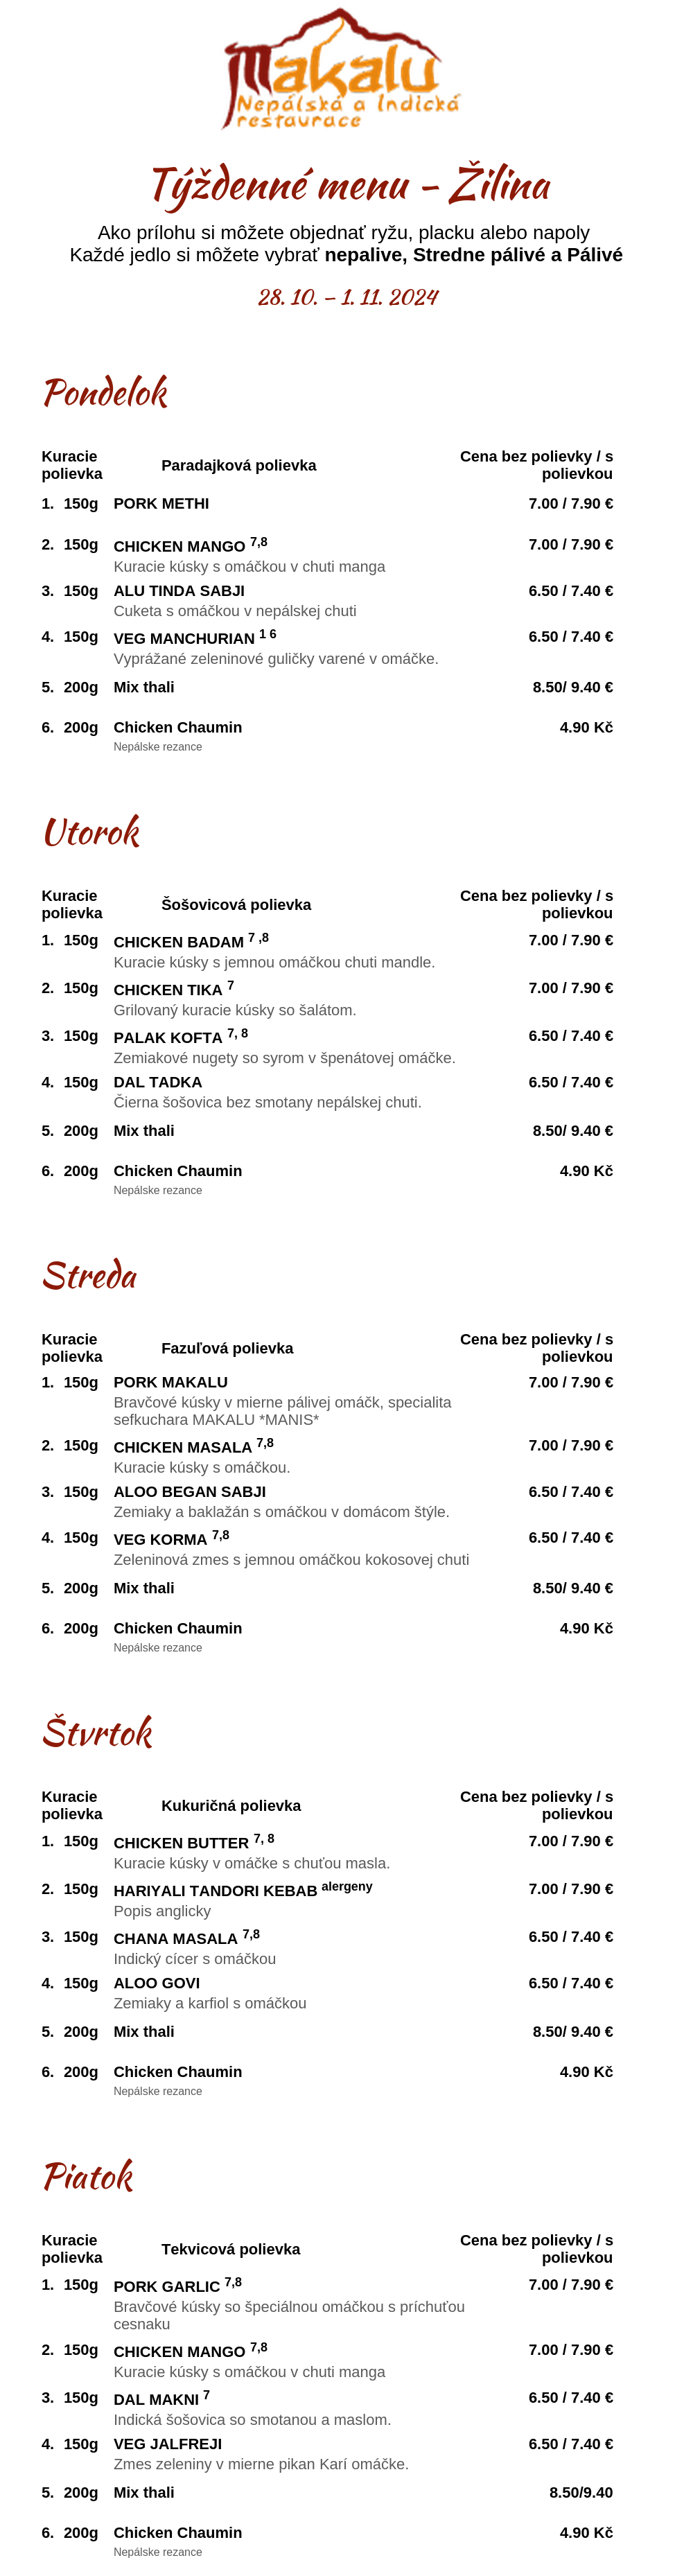 Makalu
Nepálská a Indická
restaurace
Týždenné menu – Žilina
Ako prílohu si môžete objednať ryžu, placku alebo napoly
Každé jedlo si môžete vybrať nepalive, Stredne pálivé a Pálivé
28. 10. – 1. 11. 2024
Pondelok
Kuracie polievka Paradajková polievka Cena bez polievky / s polievkou
1. 150g PORK METHI 7.00 / 7.90 €
2. 150g CHICKEN MANGO 7,8 7.00 / 7.90 €
Kuracie kúsky s omáčkou v chuti manga
3. 150g ALU TINDA SABJI 6.50 / 7.40 €
Cuketa s omáčkou v nepálskej chuti
4. 150g VEG MANCHURIAN 1 6 6.50 / 7.40 €
Vyprážané zeleninové guličky varené v omáčke.
5. 200g Mix thali 8.50/ 9.40 €
6. 200g Chicken Chaumin 4.90 Kč
Nepálske rezance
Utorok
Kuracie polievka Šošovicová polievka Cena bez polievky / s polievkou
1. 150g CHICKEN BADAM 7 ,8 7.00 / 7.90 €
Kuracie kúsky s jemnou omáčkou chuti mandle.
2. 150g CHICKEN TIKA 7 7.00 / 7.90 €
Grilovaný kuracie kúsky so šalátom.
3. 150g PALAK KOFTA 7, 8 6.50 / 7.40 €
Zemiakové nugety so syrom v špenátovej omáčke.
4. 150g DAL TADKA 6.50 / 7.40 €
Čierna šošovica bez smotany nepálskej chuti.
5. 200g Mix thali 8.50/ 9.40 €
6. 200g Chicken Chaumin 4.90 Kč
Nepálske rezance
Streda
Kuracie polievka Fazuľová polievka Cena bez polievky / s polievkou
1. 150g PORK MAKALU 7.00 / 7.90 €
Bravčové kúsky v mierne pálivej omáčk, specialita
sefkuchara MAKALU *MANIS*
2. 150g CHICKEN MASALA 7,8 7.00 / 7.90 €
Kuracie kúsky s omáčkou.
3. 150g ALOO BEGAN SABJI 6.50 / 7.40 €
Zemiaky a baklažán s omáčkou v domácom štýle.
4. 150g VEG KORMA 7,8 6.50 / 7.40 €
Zeleninová zmes s jemnou omáčkou kokosovej chuti
5. 200g Mix thali 8.50/ 9.40 €
6. 200g Chicken Chaumin 4.90 Kč
Nepálske rezance
Štvrtok
Kuracie polievka Kukuričná polievka Cena bez polievky / s polievkou
1. 150g CHICKEN BUTTER 7, 8 7.00 / 7.90 €
Kuracie kúsky v omáčke s chuťou masla.
2. 150g HARIYALI TANDORI KEBAB alergeny 7.00 / 7.90 €
Popis anglicky
3. 150g CHANA MASALA 7,8 6.50 / 7.40 €
Indický cícer s omáčkou
4. 150g ALOO GOVI 6.50 / 7.40 €
Zemiaky a karfiol s omáčkou
5. 200g Mix thali 8.50/ 9.40 €
6. 200g Chicken Chaumin 4.90 Kč
Nepálske rezance
Piatok
Kuracie polievka Tekvicová polievka Cena bez polievky / s polievkou
1. 150g PORK GARLIC 7,8 7.00 / 7.90 €
Bravčové kúsky so špeciálnou omáčkou s príchuťou
cesnaku
2. 150g CHICKEN MANGO 7,8 7.00 / 7.90 €
Kuracie kúsky s omáčkou v chuti manga
3. 150g DAL MAKNI 7 6.50 / 7.40 €
Indická šošovica so smotanou a maslom.
4. 150g VEG JALFREJI 6.50 / 7.40 €
Zmes zeleniny v mierne pikan Karí omáčke.
5. 200g Mix thali 8.50/9.40
6. 200g Chicken Chaumin 4.90 Kč
Nepálske rezance